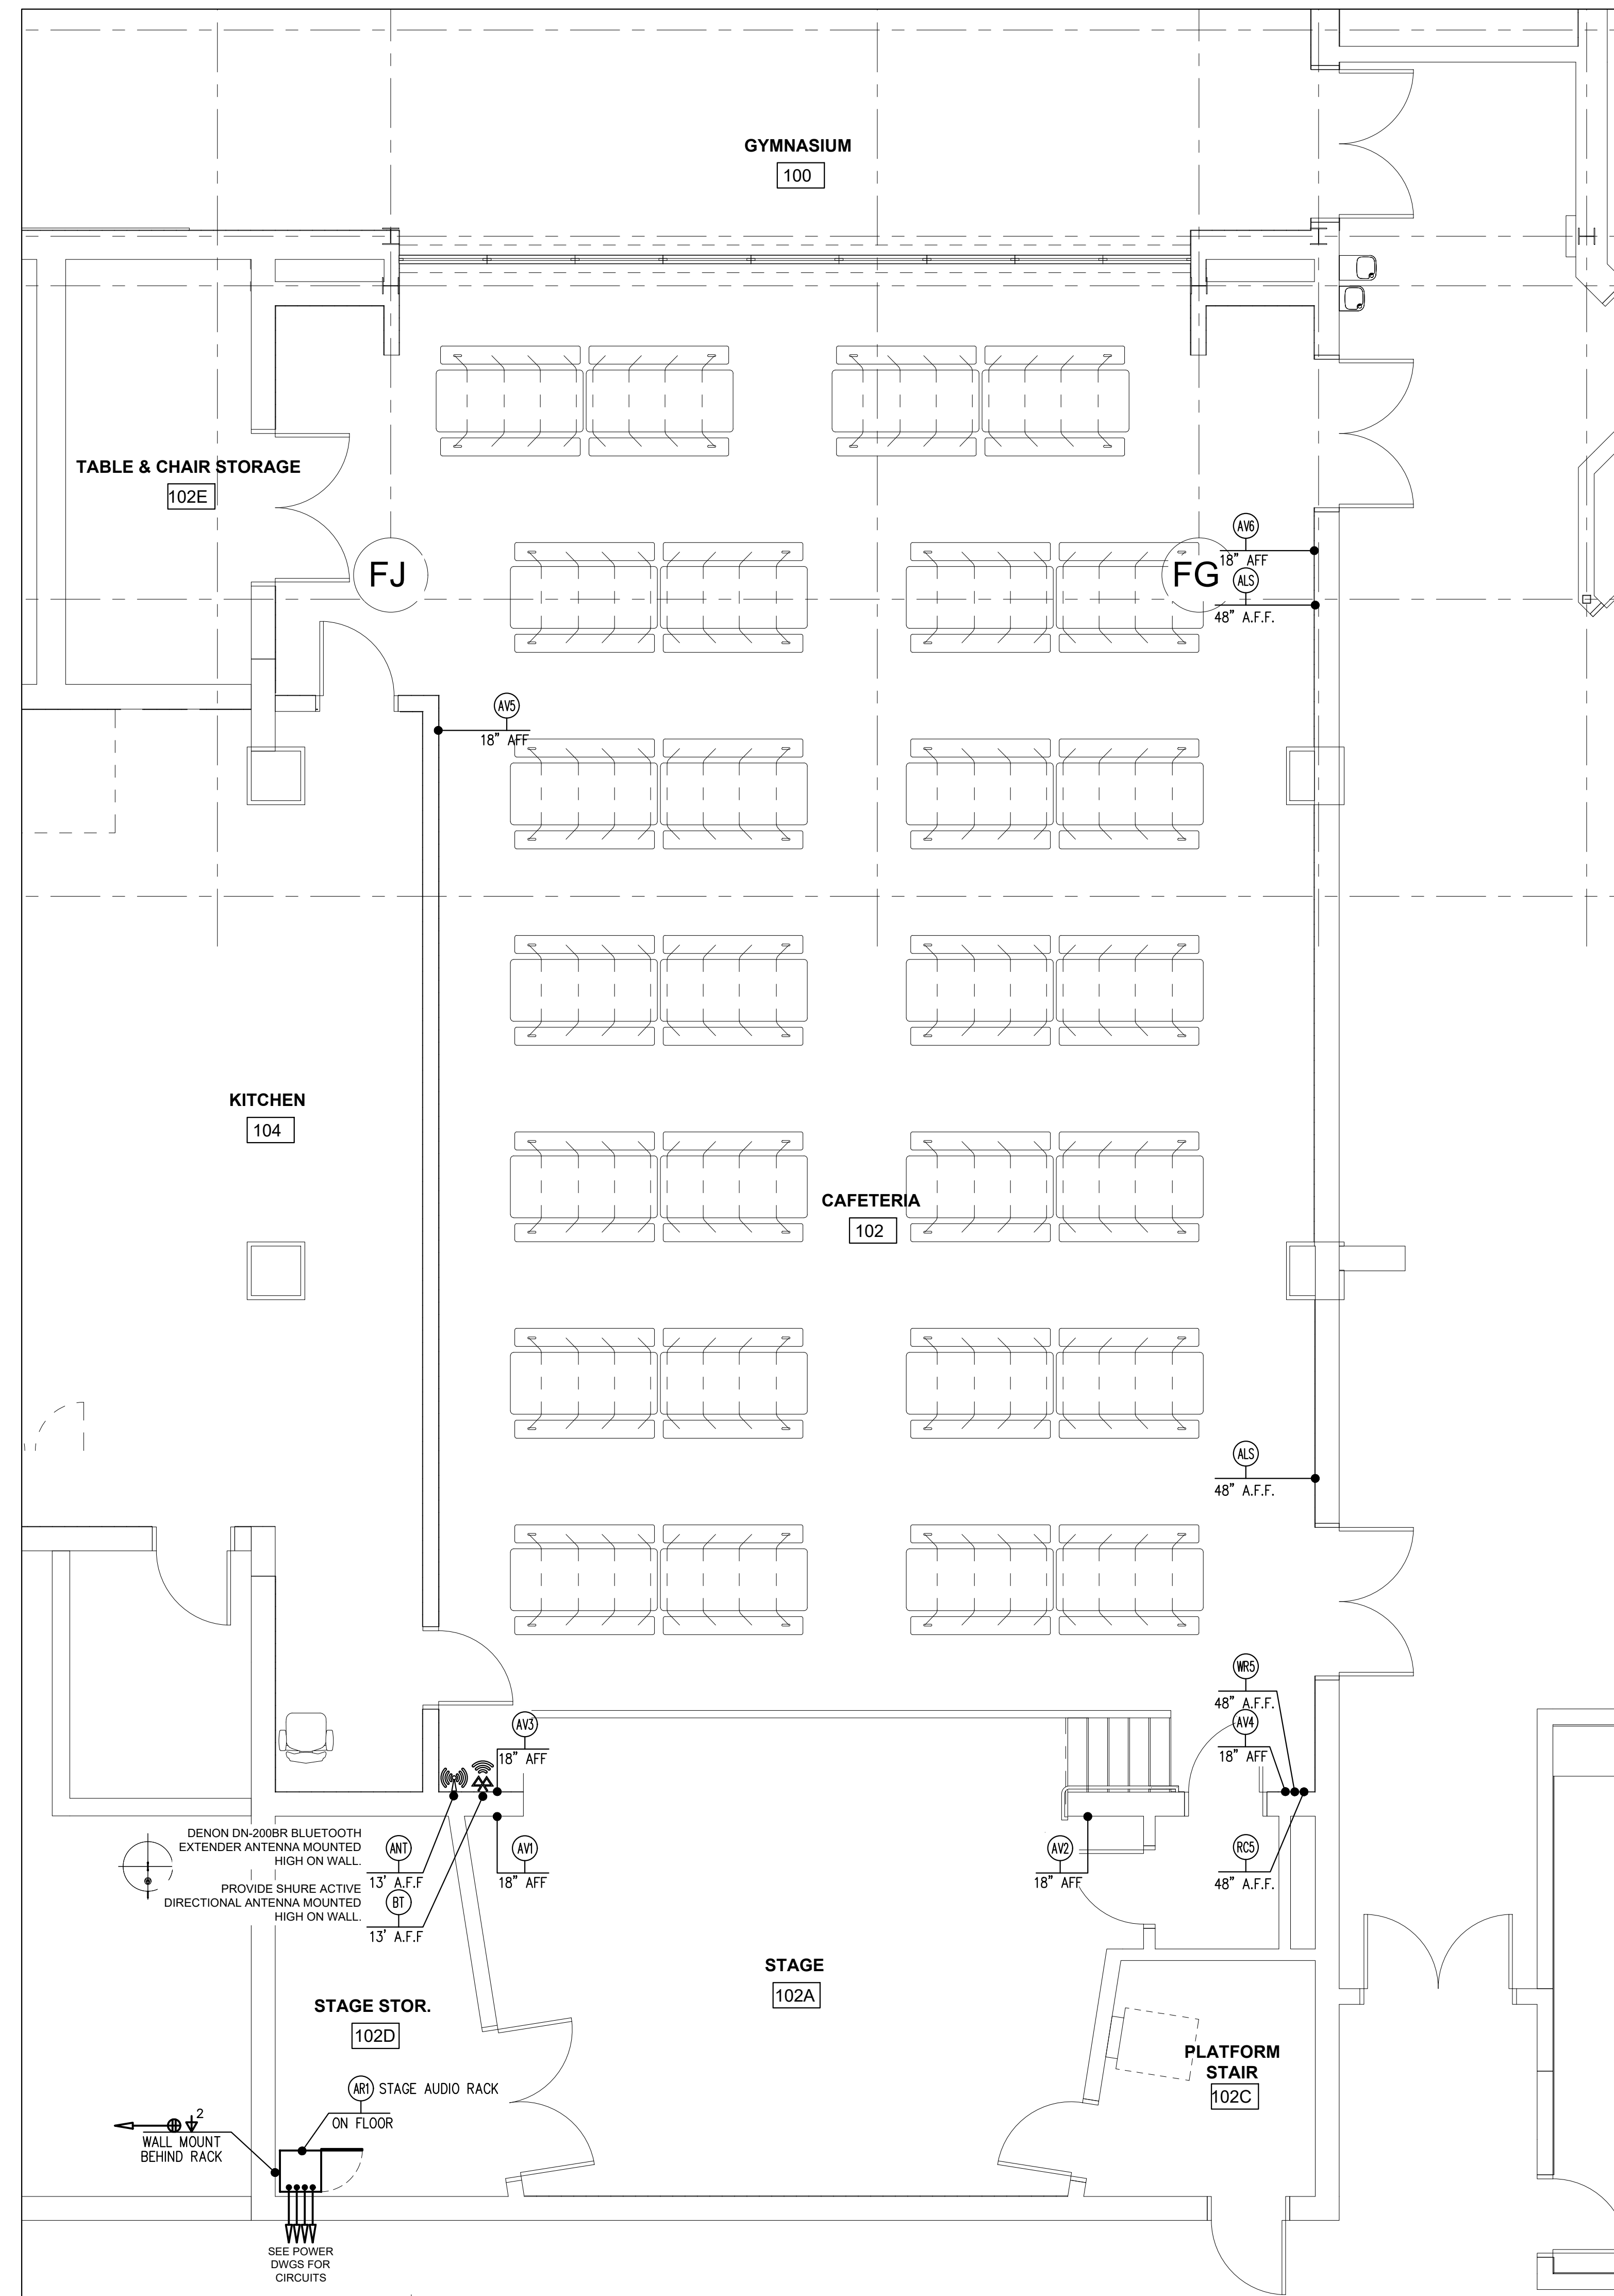 GYMNASIUM
100
TABLE & CHAIR STORAGE
102E
FJ
FG
AV6
18" AFF
ALS
48" A.F.F.
AV5
18" AFF
KITCHEN
104
CAFETERIA
102
ALS
48" A.F.F.
WR5
48" A.F.F.
AV4
18" AFF
AV3
18" AFF
DENON DN-200BR BLUETOOTH
EXTENDER ANTENNA MOUNTED
HIGH ON WALL.
ANT
13' A.F.F
PROVIDE SHURE ACTIVE
DIRECTIONAL ANTENNA MOUNTED
HIGH ON WALL.
BT
13' A.F.F
AV1
18" AFF
AV2
18" AFF
RC5
48" A.F.F.
STAGE
102A
STAGE STOR.
102D
PLATFORM
STAIR
102C
AR1 STAGE AUDIO RACK
ON FLOOR
2
WALL MOUNT
BEHIND RACK
SEE POWER
DWGS FOR
CIRCUITS